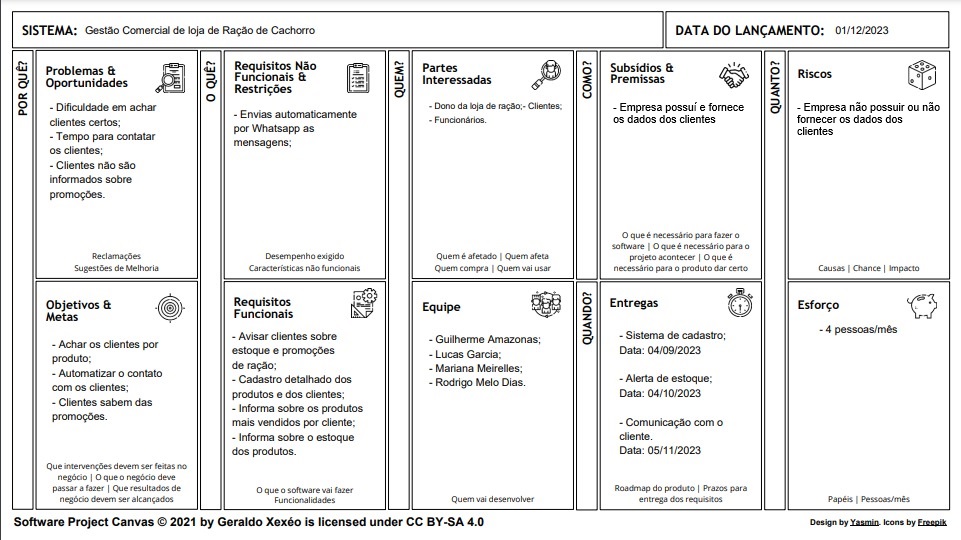 SISTEMA: Gestão Comercial de loja de Ração de Cachorro
DATA DO LANÇAMENTO: 01/12/2023
POR QUÊ?
Problemas &
Oportunidades
- Dificuldade em achar
clientes certos;
- Tempo para contatar
os clientes;
- Clientes não são
informados sobre
promoções.
Reclamações
Sugestões de Melhoria
Objetivos &
Metas
- Achar os clientes por
produto;
- Automatizar o contato
com os clientes;
- Clientes sabem das
promoções.
Que intervenções devem ser feitas no
negócio | O que o negócio deve
passar a fazer | Que resultados de
negócio devem ser alcançados
O QUÊ?
Requisitos Não
Funcionais &
Restrições
- Envias automaticamente
por Whatsapp as
mensagens;
Desempenho exigido
Características não funcionais
Requisitos
Funcionais
- Avisar clientes sobre
estoque e promoções
de ração;
- Cadastro detalhado dos
produtos e dos clientes;
- Informa sobre os produtos
mais vendidos por cliente;
- Informa sobre o estoque
dos produtos.
O que o software vai fazer
Funcionalidades
QUEM?
Partes
Interessadas
- Dono da loja de ração;- Clientes;
- Funcionários.
Quem é afetado | Quem afeta
Quem compra | Quem vai usar
Equipe
- Guilherme Amazonas;
- Lucas Garcia;
- Mariana Meirelles;
- Rodrigo Melo Dias.
Quem vai desenvolver
COMO?
Subsídios &
Premissas
- Empresa possuí e fornece
os dados dos clientes
O que é necessário para fazer o
software | O que é necessário para o
projeto acontecer | O que é
necessário para o produto dar certo
QUANDO?
Entregas
- Sistema de cadastro;
Data: 04/09/2023
- Alerta de estoque;
Data: 04/10/2023
- Comunicação com o
cliente.
Data: 05/11/2023
Roadmap do produto | Prazos para
entrega dos requisitos
QUANTO?
Riscos
- Empresa não possuir ou não
fornecer os dados dos
clientes
Causas | Chance | Impacto
Esforço
- 4 pessoas/mês
Papéis | Pessoas/mês
Software Project Canvas © 2021 by Geraldo Xexéo is licensed under CC BY-SA 4.0
Design by Yasmin. Icons by Freepik